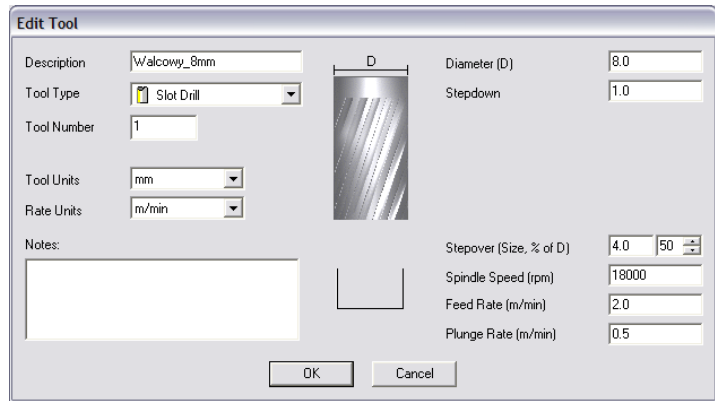 Edit Tool
Description Walcowy_8mm
D
Diameter (D) 8.0
Tool Type Slot Drill
Stepdown 1.0
Tool Number 1
Tool Units mm
Rate Units m/min
Notes:
Stepover (Size, % of D) 4.0 50
Spindle Speed (rpm) 18000
Feed Rate (m/min) 2.0
Plunge Rate (m/min) 0.5
OK Cancel